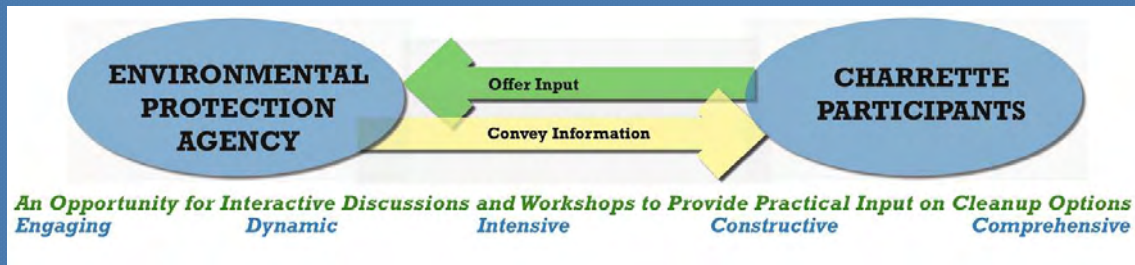 ENVIRONMENTAL
PROTECTION
AGENCY
Offer Input
Convey Information
CHARRETTE
PARTICIPANTS
An Opportunity for Interactive Discussions and Workshops to Provide Practical Input on Cleanup Options
Engaging Dynamic Intensive Constructive Comprehensive